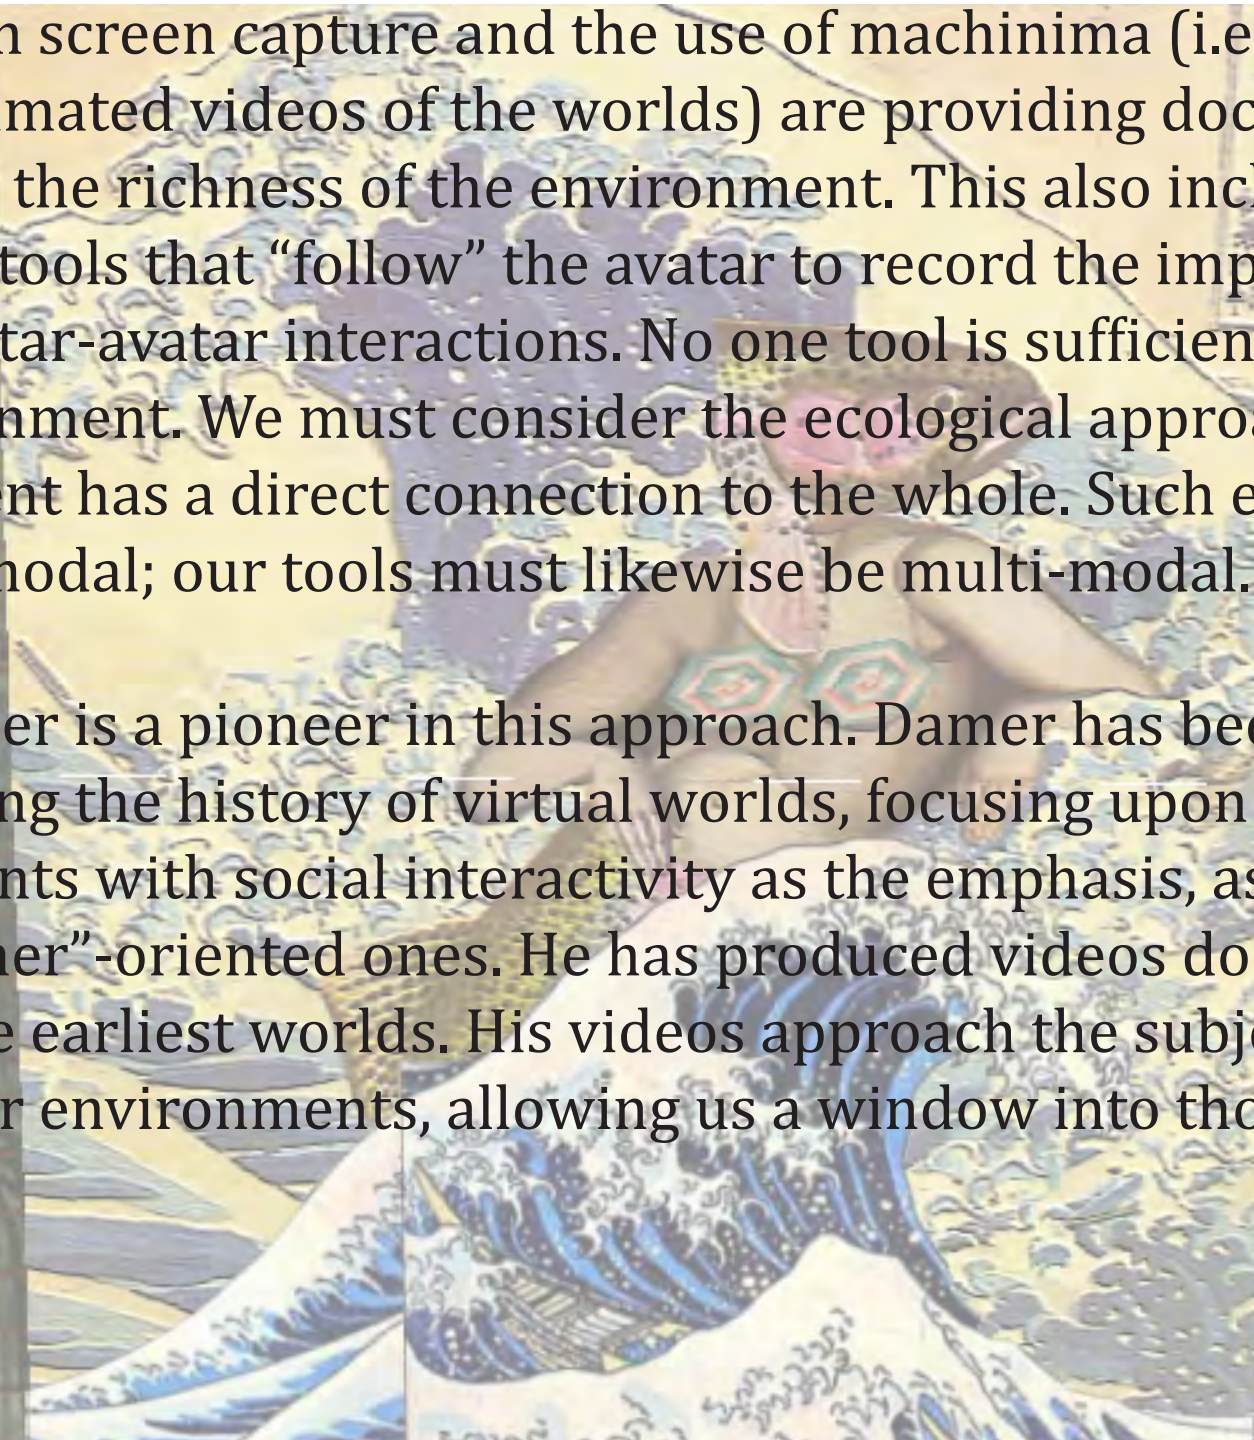 n screen capture and the use of machinima (i.e
mated videos of the worlds) are providing doc
the richness of the environment. This also incl
tools that “follow” the avatar to record the imp
tar-avatar interactions. No one tool is sufficien
nment. We must consider the ecological appro
ent has a direct connection to the whole. Such e
nodal; our tools must likewise be multi-modal.
er is a pioneer in this approach. Damer has bee
ng the history of virtual worlds, focusing upon
nts with social interactivity as the emphasis, as
ner”-oriented ones. He has produced videos do
e earliest worlds. His videos approach the subje
r environments, allowing us a window into tho